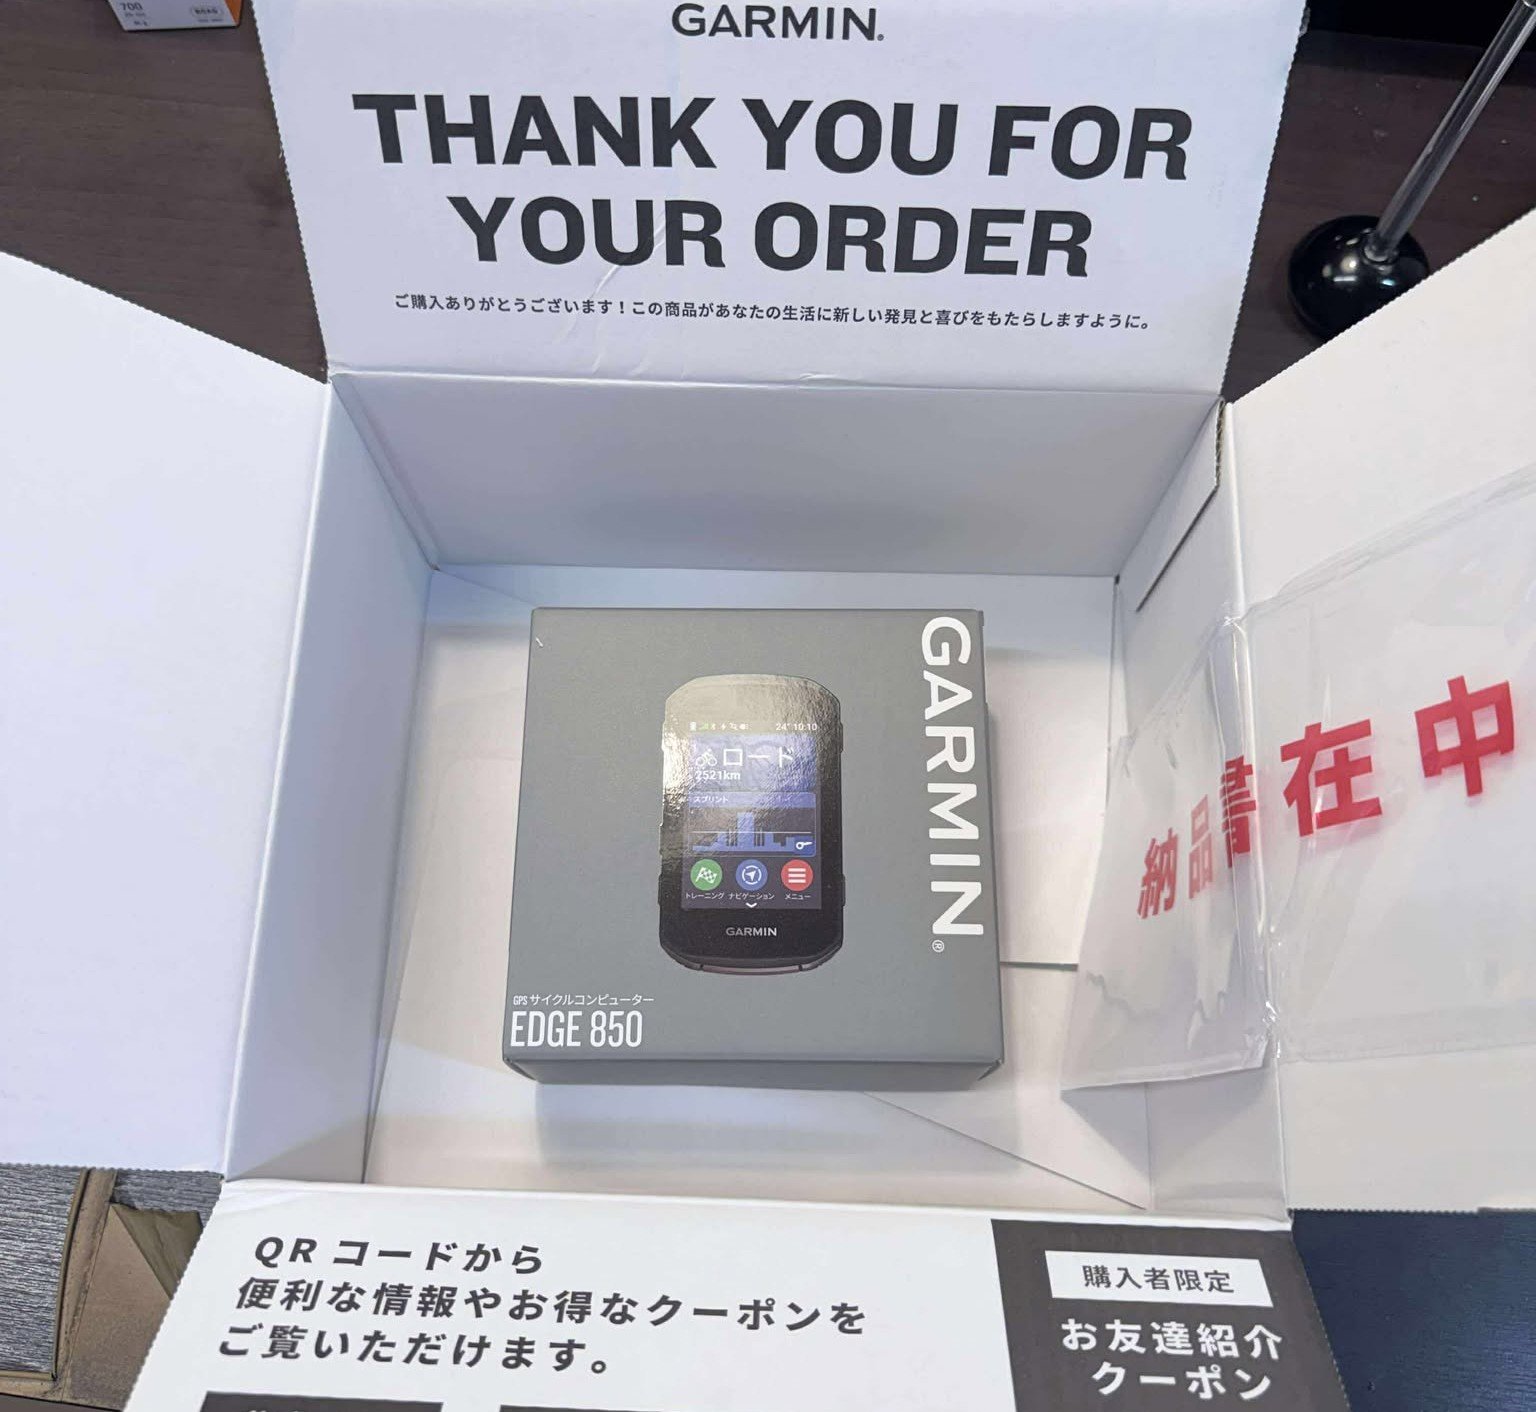 700
BOAS
GARMIN.
THANK YOU FOR
YOUR ORDER
ご購入ありがとうございます！この商品があなたの生活に新しい発見と喜びをもたらしますように。
GARMIN®
24° 10:10
ロード
2521km
スプリント
トレーニング ナビゲーション メニュー
GARMIN
GPS サイクルコンピューター
EDGE 850
納品書在中
QR コードから
便利な情報やお得なクーポンを
ご覧いただけます。
購入者限定
お友達紹介
クーポン